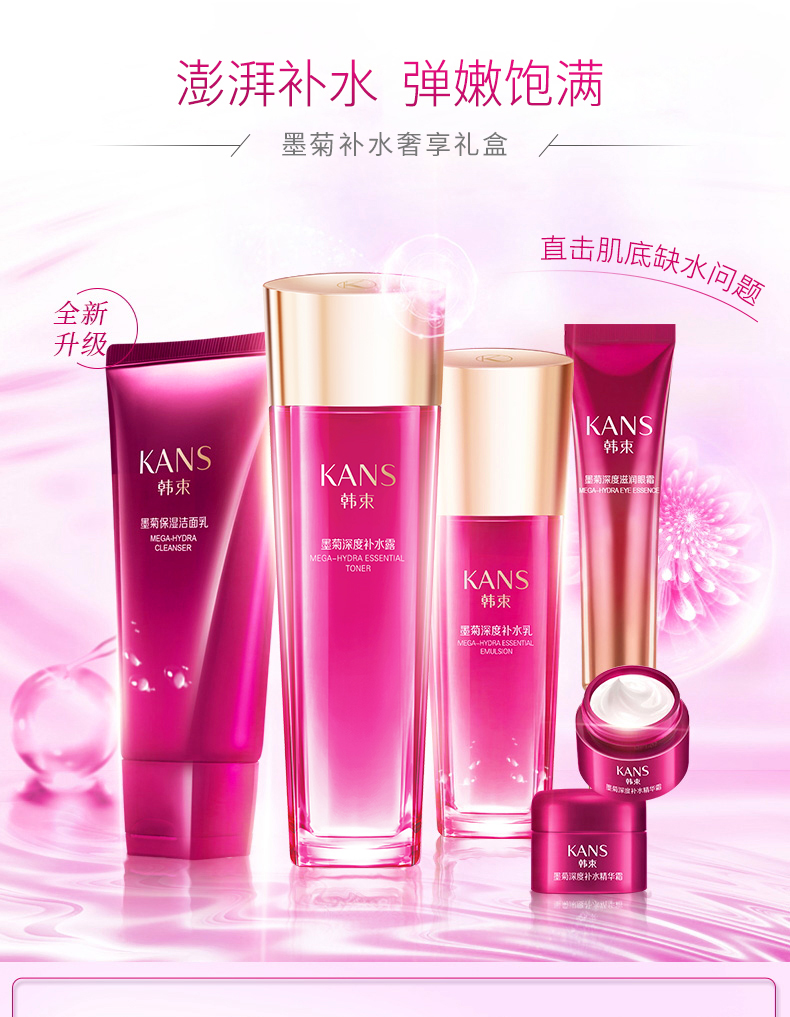 澎湃补水 弹嫩饱满
墨菊补水奢享礼盒
直击肌底缺水问题
全新
升级
KANS
韩束
墨菊保湿洁面乳
MEGA-HYDRA
CLEANSER
KANS
韩束
墨菊深度补水露
MEGA-HYDRA ESSENTIAL
TONER
KANS
韩束
墨菊深度补水乳
MEGA-HYDRA ESSENTIAL
EMULSION
KANS
韩束
墨菊深度滋润眼霜
MEGA-HYDRA EYE ESSENCE
KANS
韩束
墨菊深度补水精华霜
KANS
韩束
墨菊深度补水精华霜